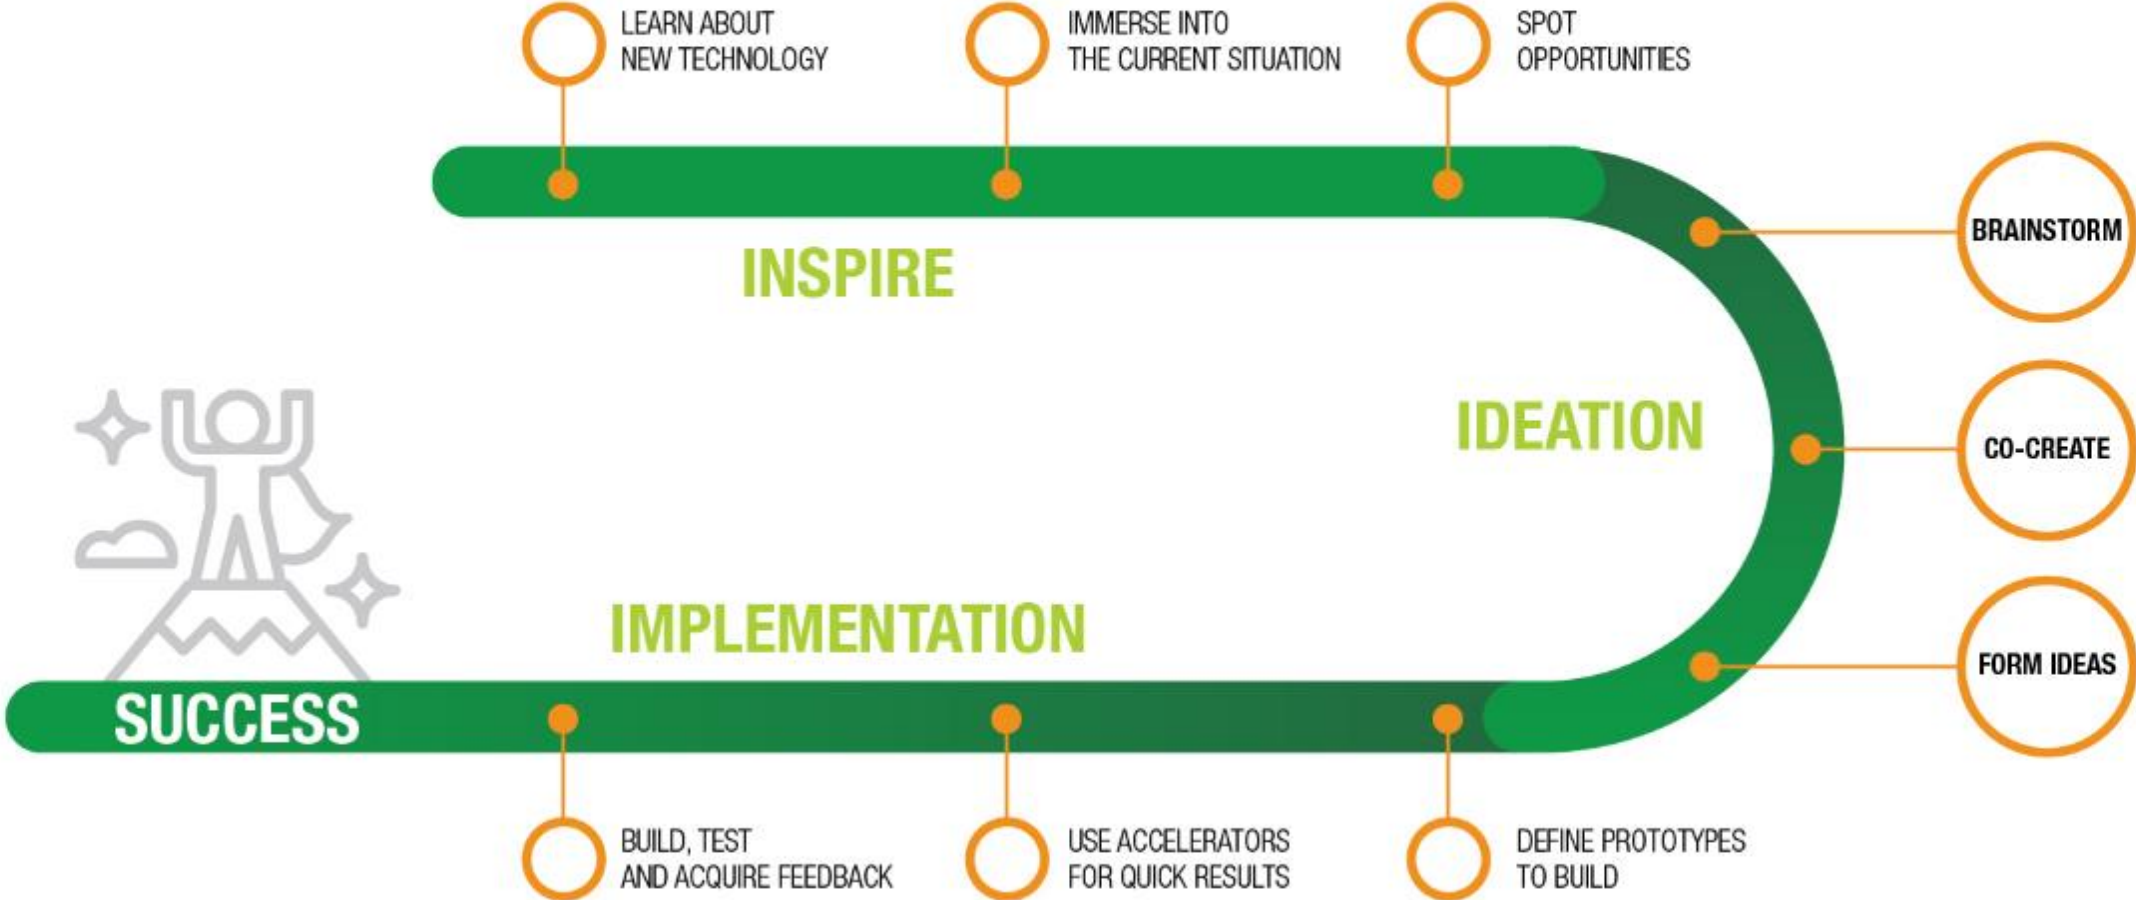 LEARN ABOUT
NEW TECHNOLOGY
IMMERSE INTO
THE CURRENT SITUATION
SPOT
OPPORTUNITIES
INSPIRE
BRAINSTORM
IDEATION
CO-CREATE
FORM IDEAS
IMPLEMENTATION
DEFINE PROTOTYPES
TO BUILD
USE ACCELERATORS
FOR QUICK RESULTS
BUILD, TEST
AND ACQUIRE FEEDBACK
SUCCESS